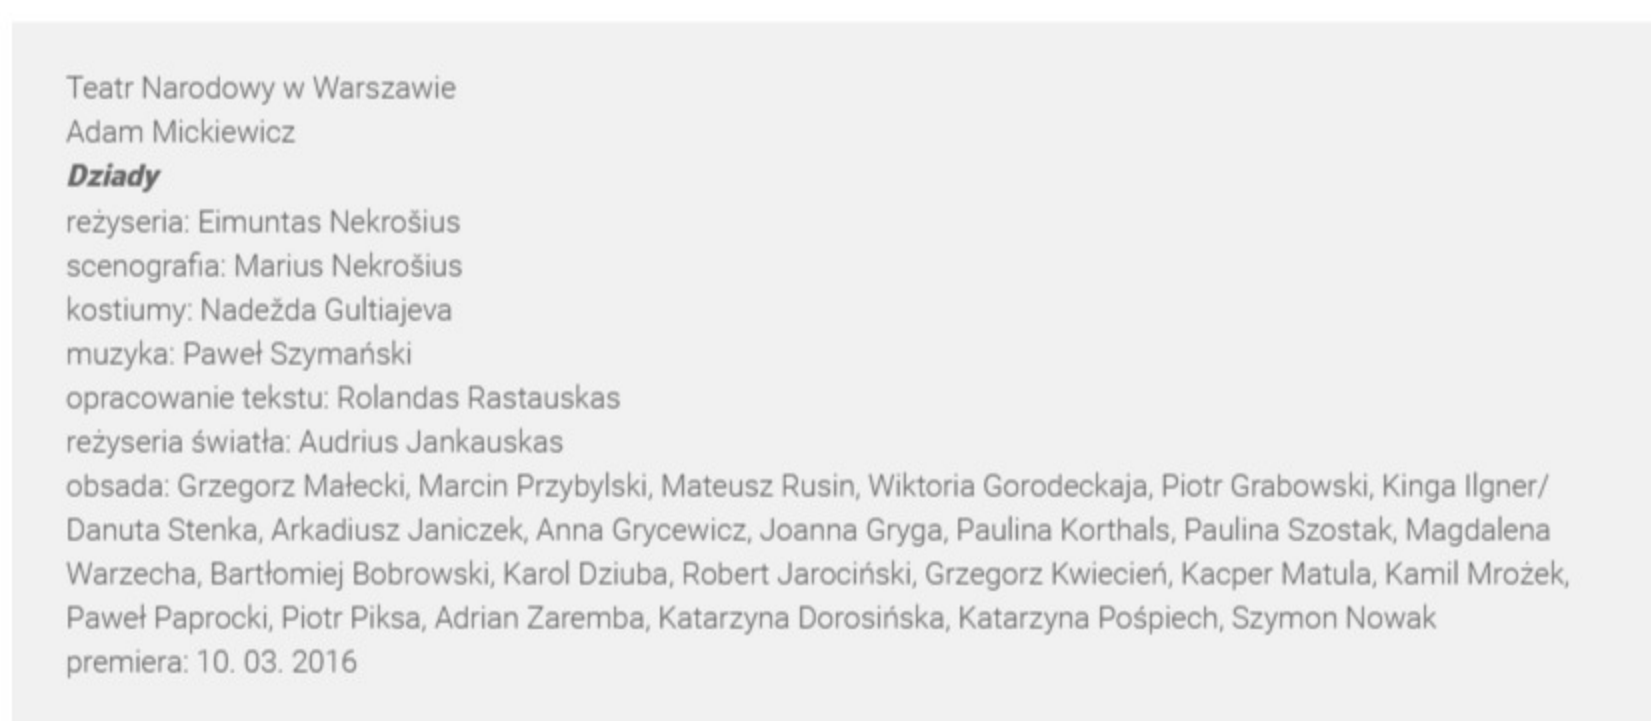 Teatr Narodowy w Warszawie
Adam Mickiewicz
Dziady
reżyseria: Eimuntas Nekrošius
scenografia: Marius Nekrošius
kostiumy: Nadežda Gultiajeva
muzyka: Paweł Szymański
opracowanie tekstu: Rolandas Rastauskas
reżyseria światła: Audrius Jankauskas
obsada: Grzegorz Małecki, Marcin Przybylski, Mateusz Rusin, Wiktoria Gorodeckaja, Piotr Grabowski, Kinga Ilgner/
Danuta Stenka, Arkadiusz Janiczek, Anna Grycewicz, Joanna Gryga, Paulina Korthals, Paulina Szostak, Magdalena
Warzecha, Bartłomiej Bobrowski, Karol Dziuba, Robert Jarociński, Grzegorz Kwiecień, Kacper Matula, Kamil Mrożek,
Paweł Paprocki, Piotr Piksa, Adrian Zaremba, Katarzyna Dorosińska, Katarzyna Pośpiech, Szymon Nowak
premiera: 10. 03. 2016